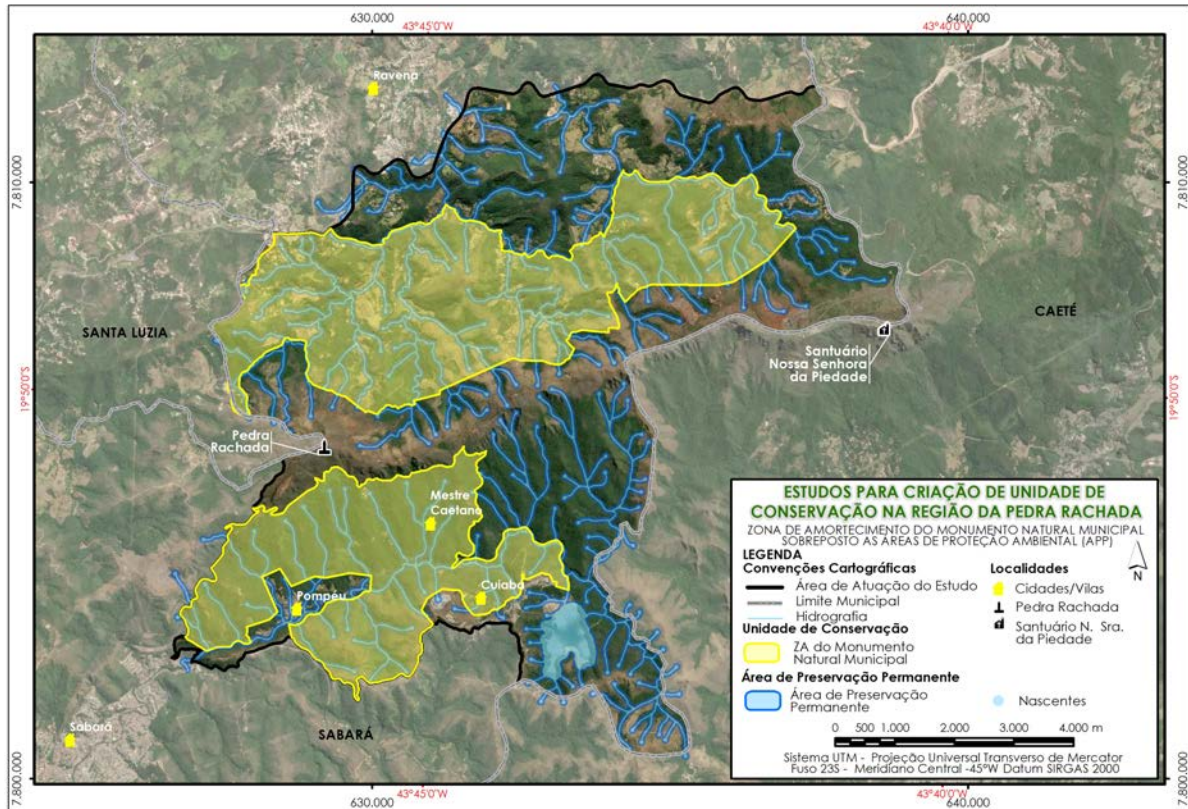 630.000
640.000
43°45'0"W
43°40'0"W
Ravena
7.810.000
7.810.000
SANTA LUZIA
CAETÉ
Santuário
Nossa Senhora
da Piedade
19°50'0"S
19°50'0"S
Pedra
Rachada
Mestre
Caetano
Cuiabá
Pompéu
Sabará
SABARÁ
ESTUDOS PARA CRIAÇÃO DE UNIDADE DE
CONSERVAÇÃO NA REGIÃO DA PEDRA RACHADA
ZONA DE AMORTECIMENTO DO MONUMENTO NATURAL MUNICIPAL
SOBREPOSTO AS ÁREAS DE PROTEÇÃO AMBIENTAL (APP)
LEGENDA
Convenções Cartográficas
Área de Atuação do Estudo
Limite Municipal
Hidrografia
Unidade de Conservação
ZA do Monumento
Natural Municipal
Área de Preservação Permanente
Área de Preservação
Permanente
N
Localidades
Cidades/Vilas
Pedra Rachada
Santuário N. Sra.
da Piedade
Nascentes
0 500 1.000 2.000 3.000 4.000 m
Sistema UTM - Projeção Universal Transverso de Mercator
Fuso 23S - Meridiano Central -45°W Datum SIRGAS 2000
7.800.000
7.800.000
630.000
43°45'0"W
43°40'0"W
640.000